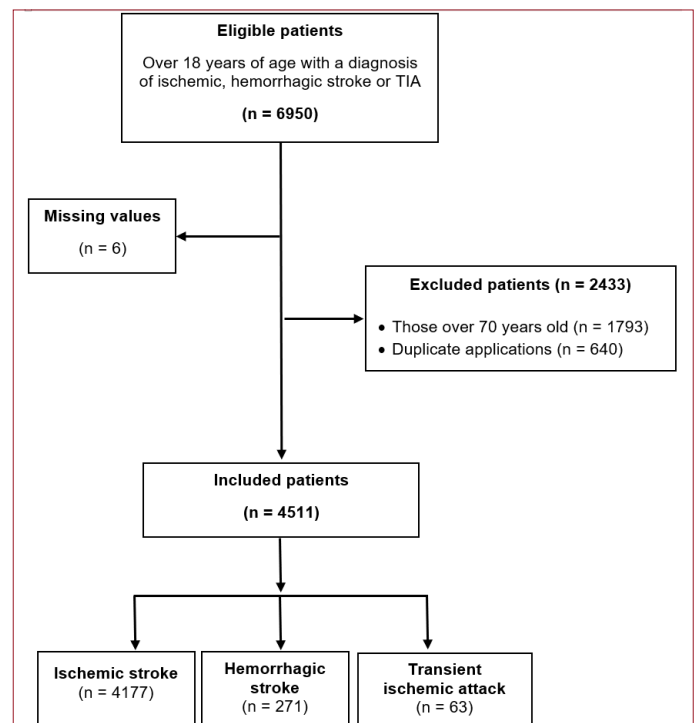 Eligible patients
Over 18 years of age with a diagnosis
of ischemic, hemorrhagic stroke or TIA
(n = 6950)
Missing values
(n = 6)
Excluded patients (n = 2433)
• Those over 70 years old (n = 1793)
• Duplicate applications (n = 640)
Included patients
(n = 4511)
Ischemic stroke
(n = 4177)
Hemorrhagic
stroke
(n = 271)
Transient
ischemic attack
(n = 63)